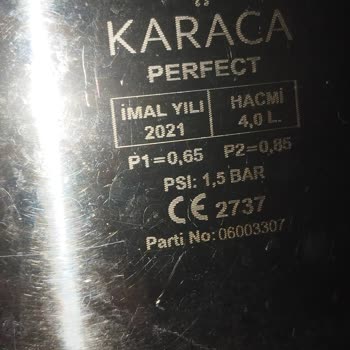 KARACA
PERFECT
İMAL YILI HACMİ
2021 4,0 L.
P1=0,65 P2=0,85
PSI: 1,5 BAR
CE 2737
Parti No: 06003307